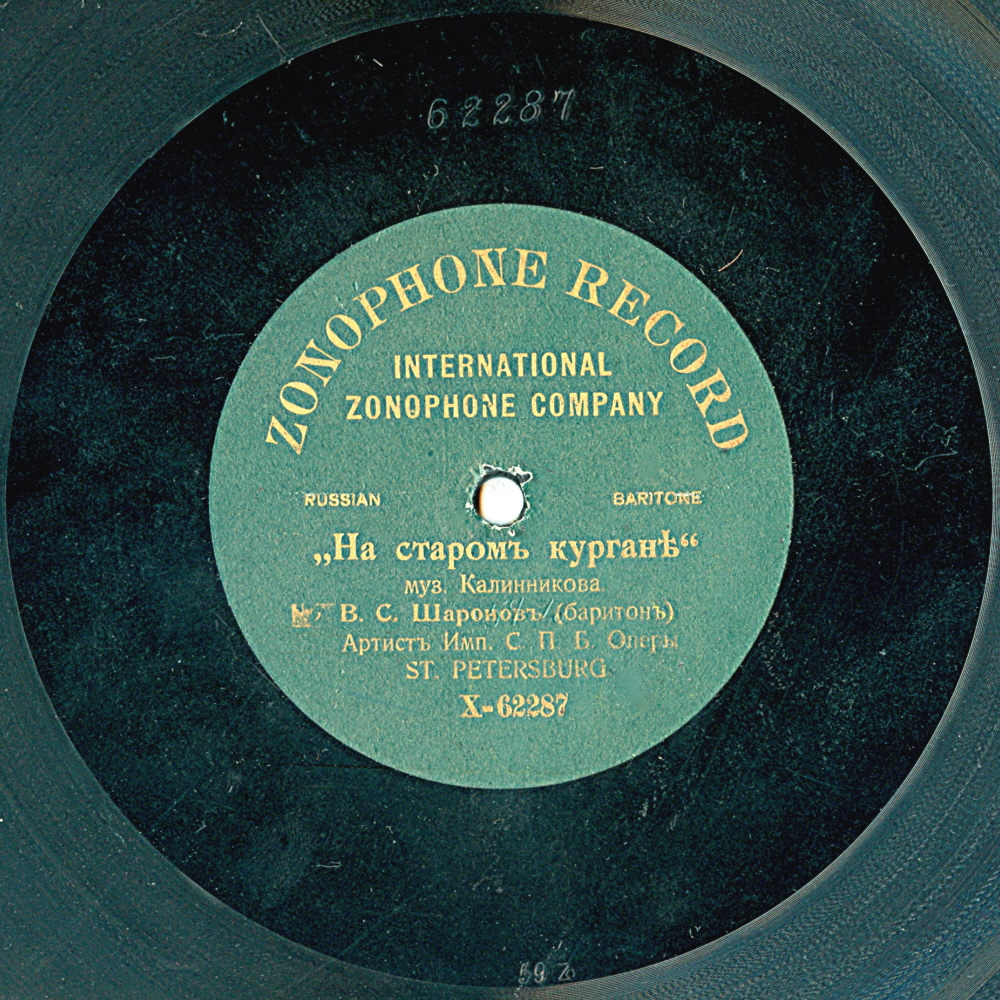 62287
ZONOPHONE RECORD
INTERNATIONAL
ZONOPHONE COMPANY
RUSSIAN BARITONE
„На старомъ курганѣ“
муз. Калинникова
В. С. Шароновъ (баритонъ)
Артистъ Имп. С. П. Б. Оперы
ST. PETERSBURG
X-62287